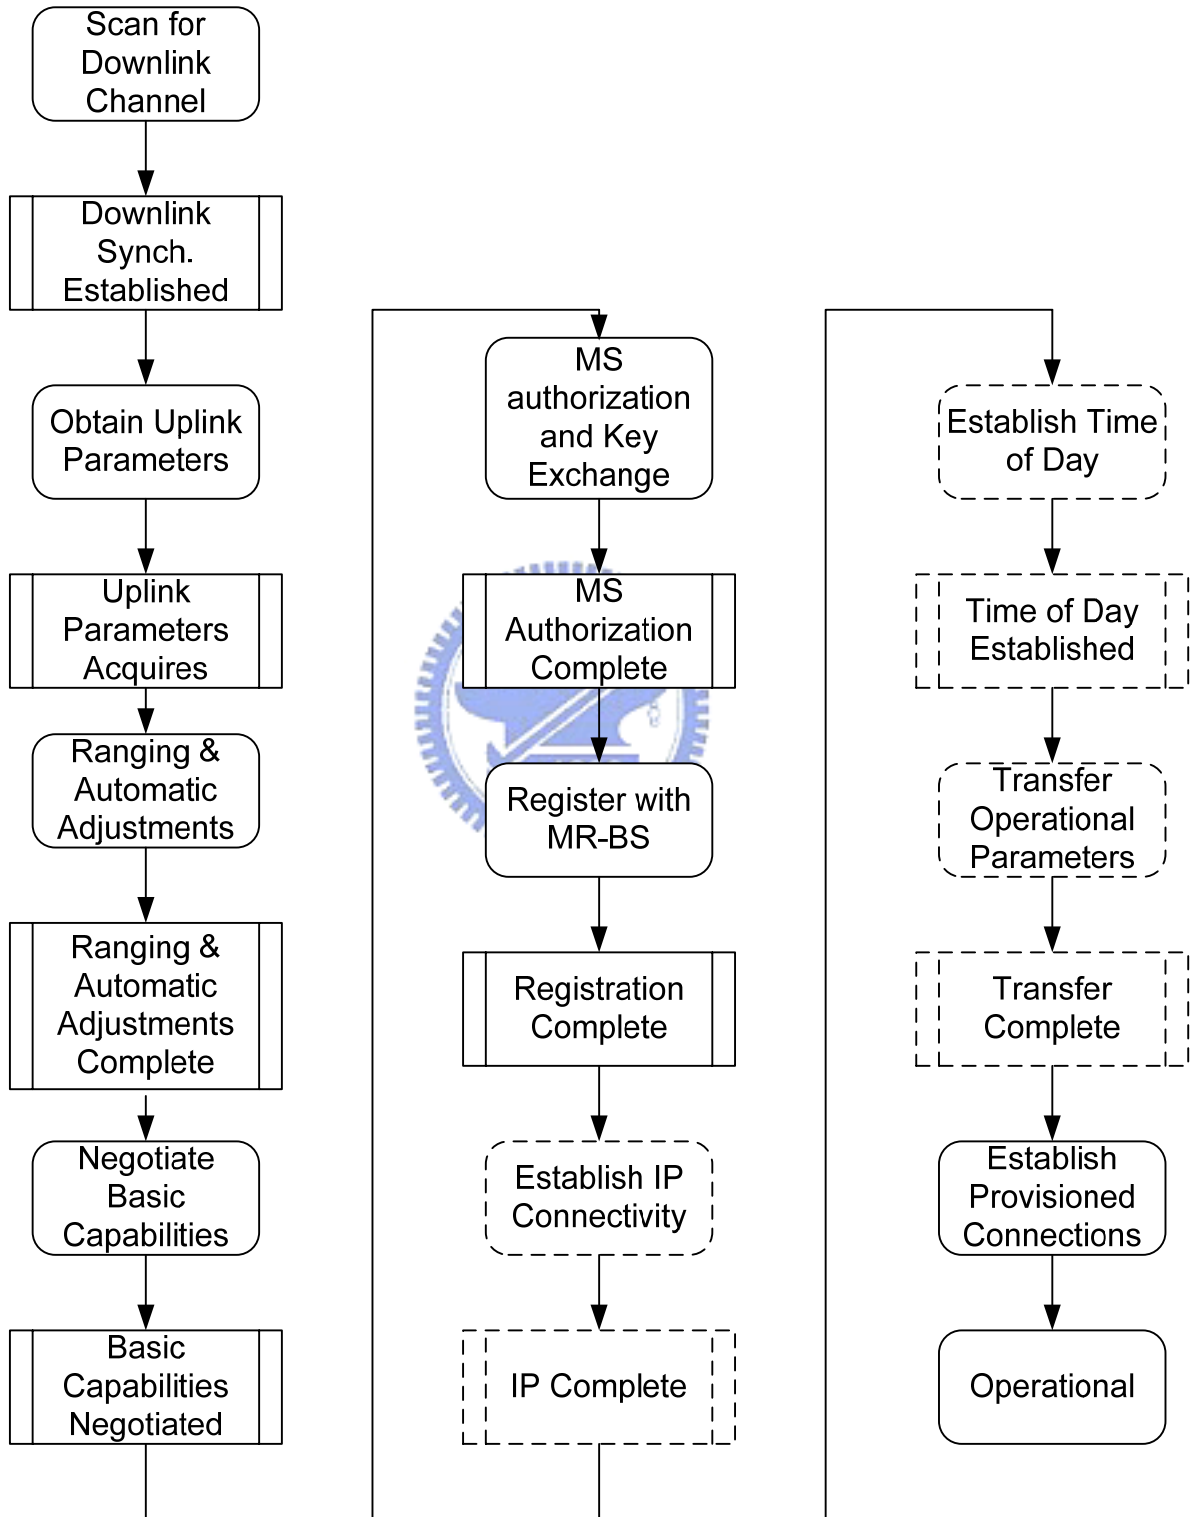 Scan for
Downlink
Channel
Downlink
Synch.
Established
Obtain Uplink
Parameters
Uplink
Parameters
Acquires
Ranging &
Automatic
Adjustments
Ranging &
Automatic
Adjustments
Complete
Negotiate
Basic
Capabilities
Basic
Capabilities
Negotiated
MS
authorization
and Key
Exchange
MS
Authorization
Complete
Register with
MR-BS
Registration
Complete
Establish IP
Connectivity
IP Complete
Establish Time
of Day
Time of Day
Established
Transfer
Operational
Parameters
Transfer
Complete
Establish
Provisioned
Connections
Operational